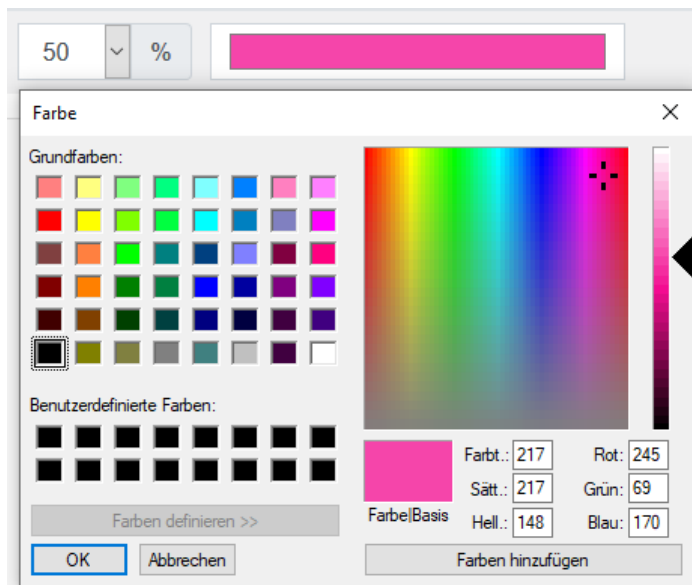 50 %
Farbe
Grundfarben:
Benutzerdefinierte Farben:
Farben definieren >>
OK Abbrechen
Farbe|Basis
Farbt.: 217 Rot: 245
Sätt.: 217 Grün: 69
Hell.: 148 Blau: 170
Farben hinzufügen